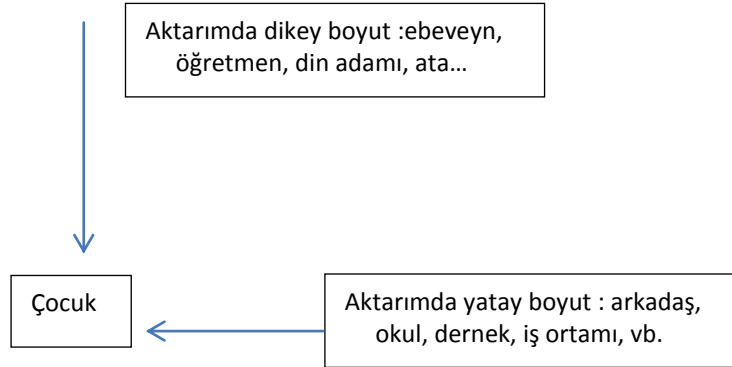 Aktarımda dikey boyut :ebeveyn,
öğretmen, din adamı, ata…
Çocuk
Aktarımda yatay boyut : arkadaş,
okul, dernek, iş ortamı, vb.